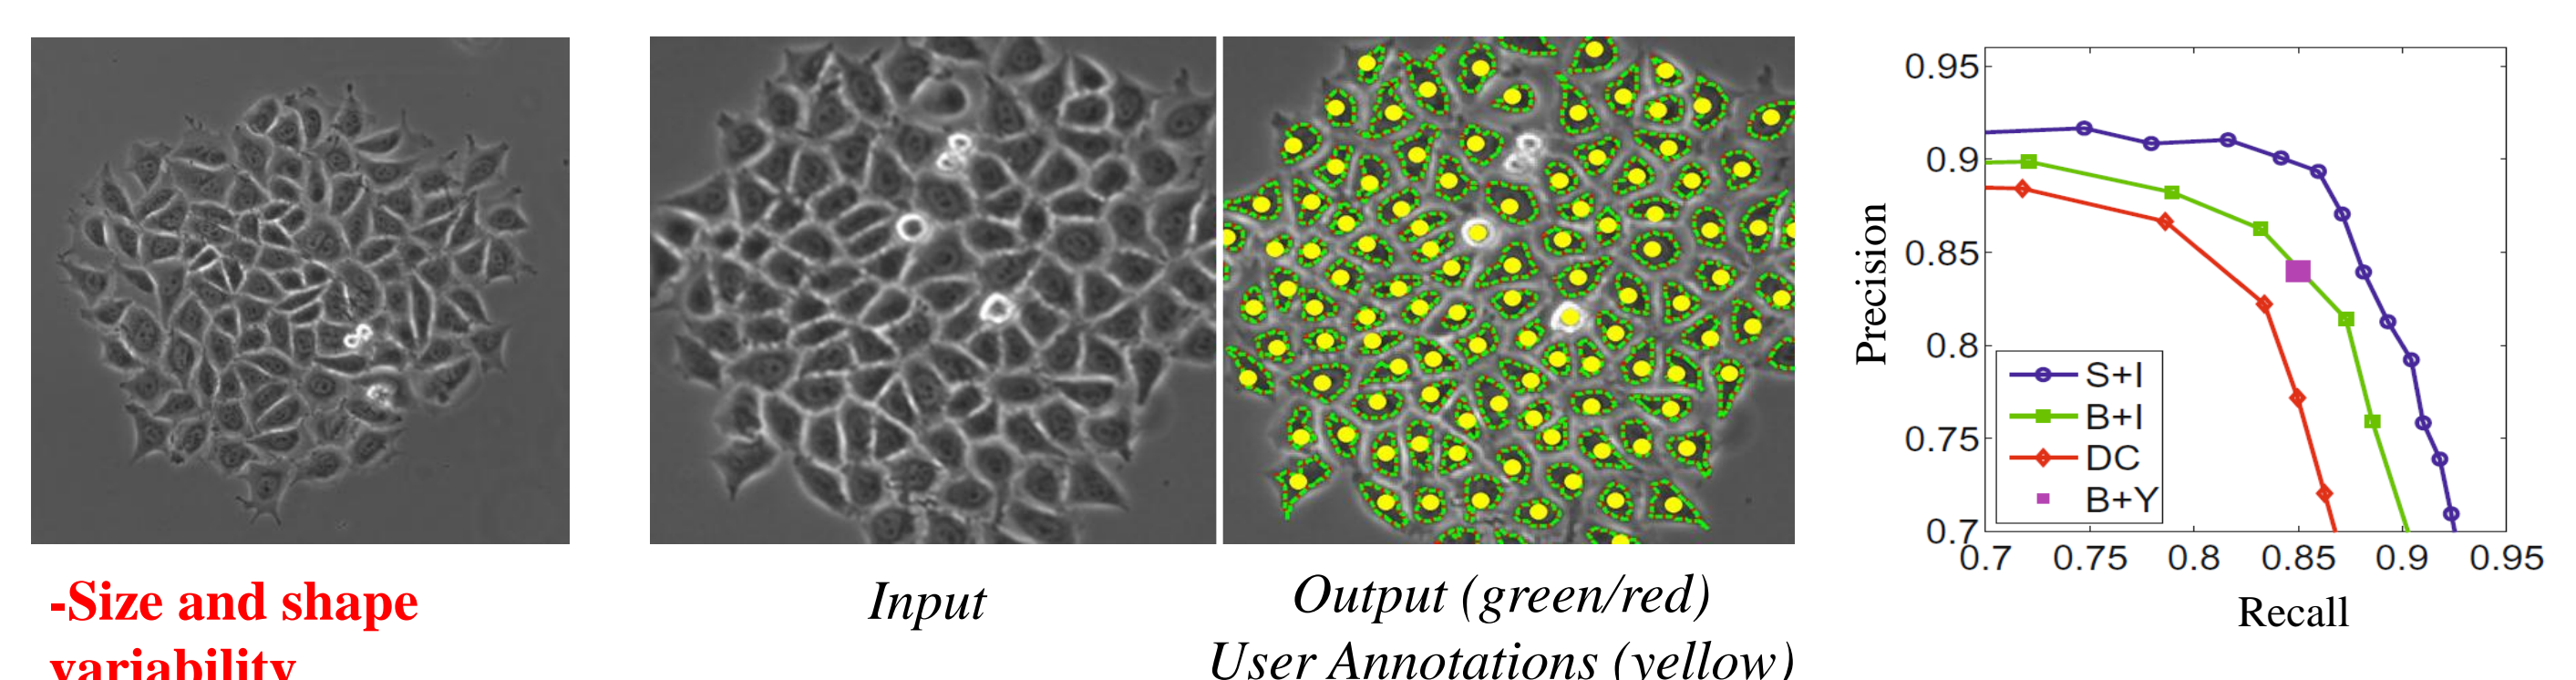 -Size and shape
variability
Input
Output (green/red)
User Annotations (yellow)
Precision
0.95
0.9
0.85
0.8
0.75
0.7
S+I
B+I
DC
B+Y
0.7 0.75 0.8 0.85 0.9 0.95
Recall